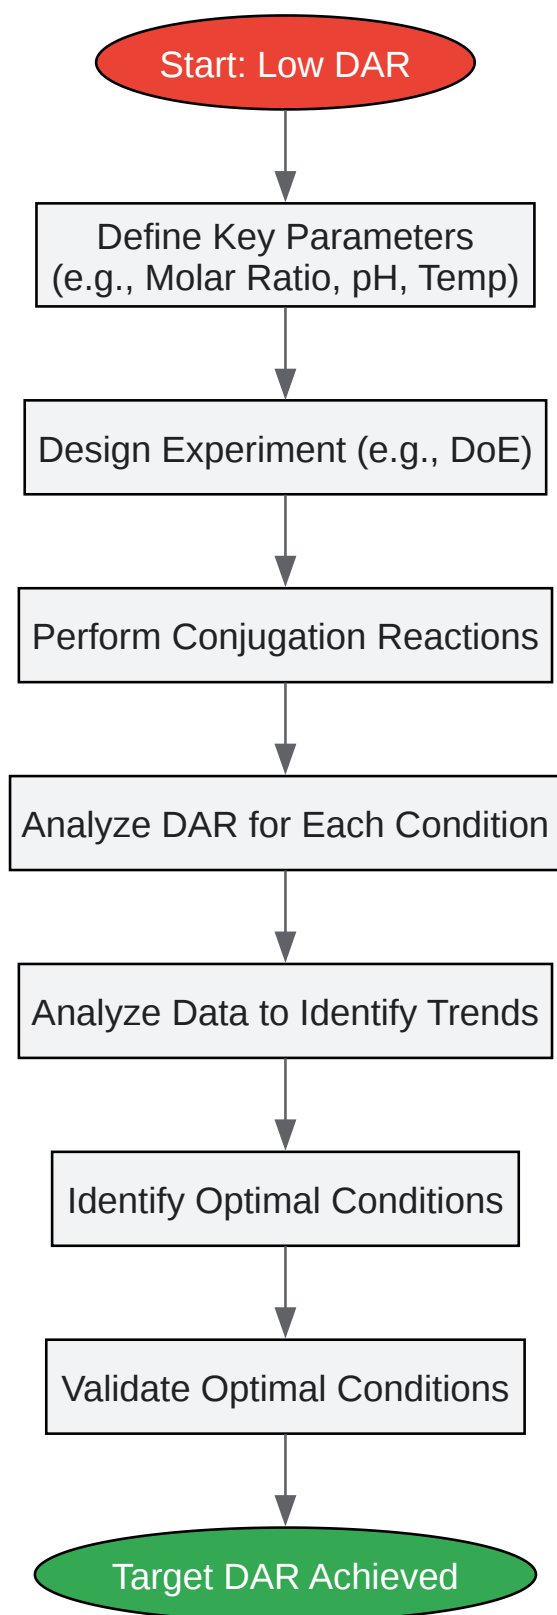 Start: Low DAR
Define Key Parameters
(e.g., Molar Ratio, pH, Temp)
Design Experiment (e.g., DoE)
Perform Conjugation Reactions
Analyze DAR for Each Condition
Analyze Data to Identify Trends
Identify Optimal Conditions
Validate Optimal Conditions
Target DAR Achieved